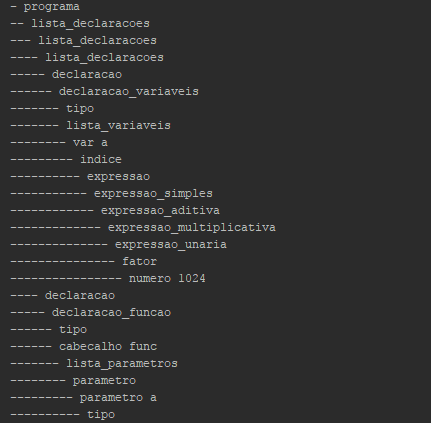 - programa
-- lista_declaracoes
--- lista_declaracoes
---- lista_declaracoes
----- declaracao
------ declaracao_variaveis
------- tipo
------- lista_variaveis
-------- var a
--------- indice
---------- expressao
----------- expressao_simples
------------ expressao_aditiva
------------- expressao_multiplicativa
-------------- expressao_unaria
--------------- fator
---------------- numero 1024
---- declaracao
----- declaracao_funcao
------ tipo
------ cabecalho func
------- lista_parametros
-------- parametro
--------- parametro a
---------- tipo